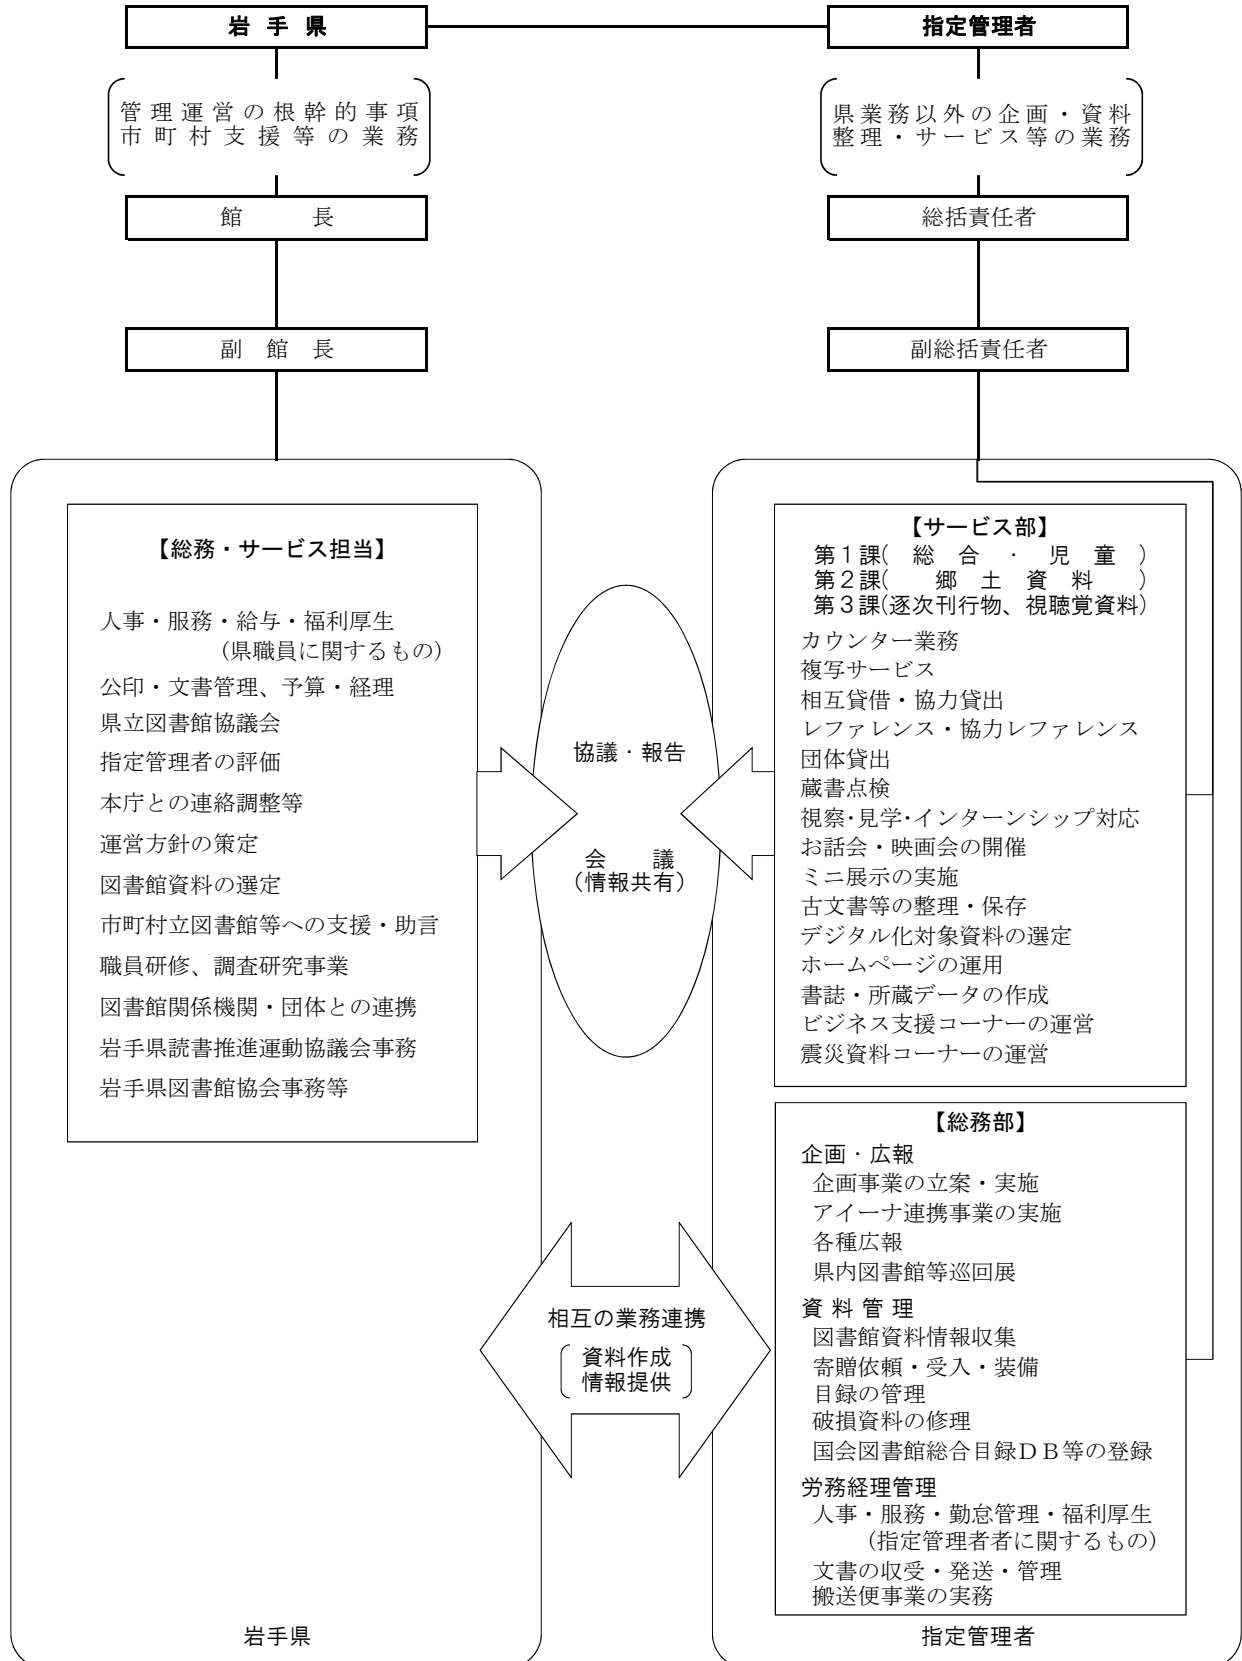 岩手県
指定管理者
管理運営の根幹的事項
市町村支援等の業務
県業務以外の企画・資料
整理・サービス等の業務
館長
総括責任者
副館長
副総括責任者
【総務・サービス担当】
人事・服務・給与・福利厚生
(県職員に関するもの)
公印・文書管理、予算・経理
県立図書館協議会
指定管理者の評価
本庁との連絡調整等
運営方針の策定
図書館資料の選定
市町村立図書館等への支援・助言
職員研修、調査研究事業
図書館関係機関・団体との連携
岩手県読書推進運動協議会事務
岩手県図書館協会事務等
岩手県
協議・報告
会議
(情報共有)
相互の業務連携
資料作成
情報提供
【サービス部】
第1課(総合・児童)
第2課(郷土資料)
第3課(逐次刊行物、視聴覚資料)
カウンター業務
複写サービス
相互貸借・協力貸出
レファレンス・協力レファレンス
団体貸出
蔵書点検
視察・見学・インターンシップ対応
お話会・映画会の開催
ミニ展示の実施
古文書等の整理・保存
デジタル化対象資料の選定
ホームページの運用
書誌・所蔵データの作成
ビジネス支援コーナーの運営
震災資料コーナーの運営
【総務部】
企画・広報
企画事業の立案・実施
アイーナ連携事業の実施
各種広報
県内図書館等巡回展
資料管理
図書館資料情報収集
寄贈依頼・受入・装備
目録の管理
破損資料の修理
国会図書館総合目録DB等の登録
労務経理管理
人事・服務・勤怠管理・福利厚生
(指定管理者者に関するもの)
文書の収受・発送・管理
搬送便事業の実務
指定管理者